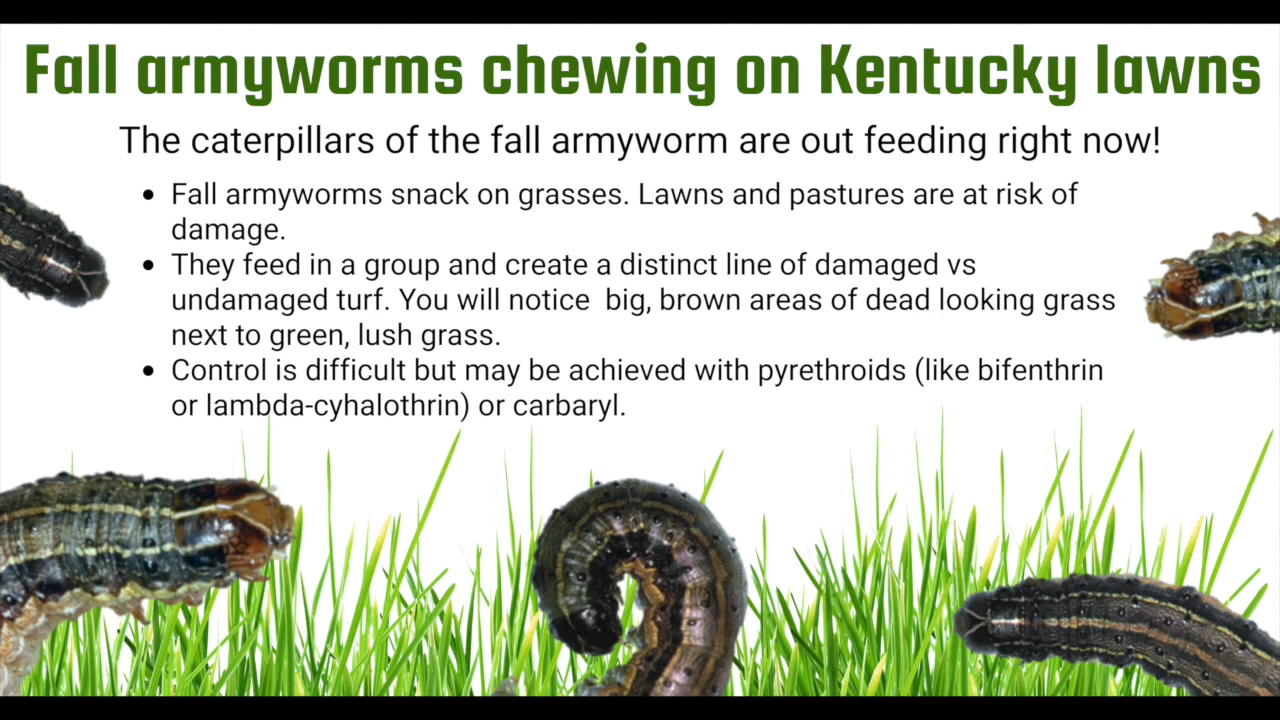 Fall armyworms chewing on Kentucky lawns
The caterpillars of the fall armyworm are out feeding right now!
• Fall armyworms snack on grasses. Lawns and pastures are at risk of
damage.
• They feed in a group and create a distinct line of damaged vs
undamaged turf. You will notice big, brown areas of dead looking grass
next to green, lush grass.
• Control is difficult but may be achieved with pyrethroids (like bifenthrin
or lambda-cyhalothrin) or carbaryl.